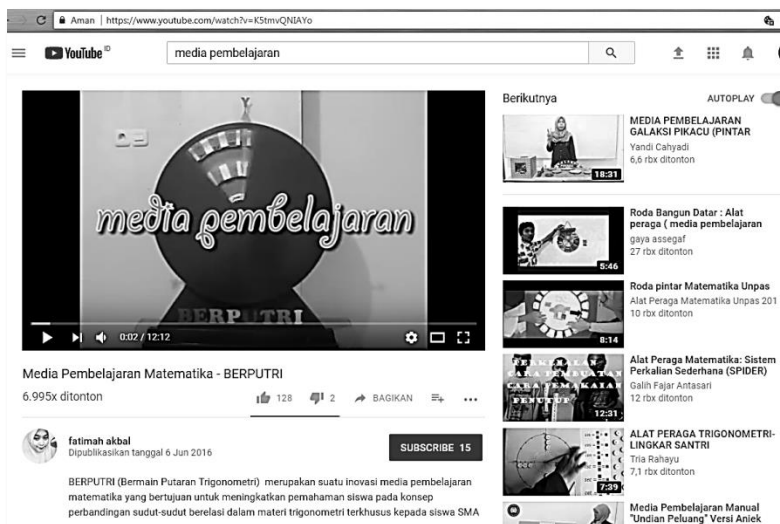 Aman | https://www.youtube.com/watch?v=K5tmvQNIAYo
YouTube ID
media pembelajaran
Y
media pembelajaran
BERPUTRI
0:02 / 12:12
Media Pembelajaran Matematika - BERPUTRI
6.995x ditonton
128
2
BAGIKAN
fatimah akbal
Dipublikasikan tanggal 6 Jun 2016
SUBSCRIBE 15
BERPUTRI (Bermain Putaran Trigonometri) merupakan suatu inovasi media pembelajaran
matematika yang bertujuan untuk meningkatkan pemahaman siswa pada konsep
perbandingan sudut-sudut berelasi dalam materi trigonometri terkhusus kepada siswa SMA
Berikutnya
AUTOPLAY
18:31
MEDIA PEMBELAJARAN
GALAKSI PIKACU (PINTAR
Yandi Cahyadi
6,6 rbx ditonton
5:46
Roda Bangun Datar : Alat
peraga ( media pembelajaran
gaya assegaf
27 rbx ditonton
8:14
Roda pintar Matematika Unpas
Alat Peraga Matematika Unpas 201
10 rbx ditonton
PERKENALAN
CARA PEMBUATAN
CARA PEMAKAIAN
PENUTUP
12:31
Alat Peraga Matematika: Sistem
Perkalian Sederhana (SPIDER)
Galih Fajar Antasari
12 rbx ditonton
7:39
ALAT PERAGA TRIGONOMETRI-
LINGKAR SANTRI
Tria Rahayu
7,1 rbx ditonton
Media Pembelajaran Manual
"Undian Peluang" Versi Aniek